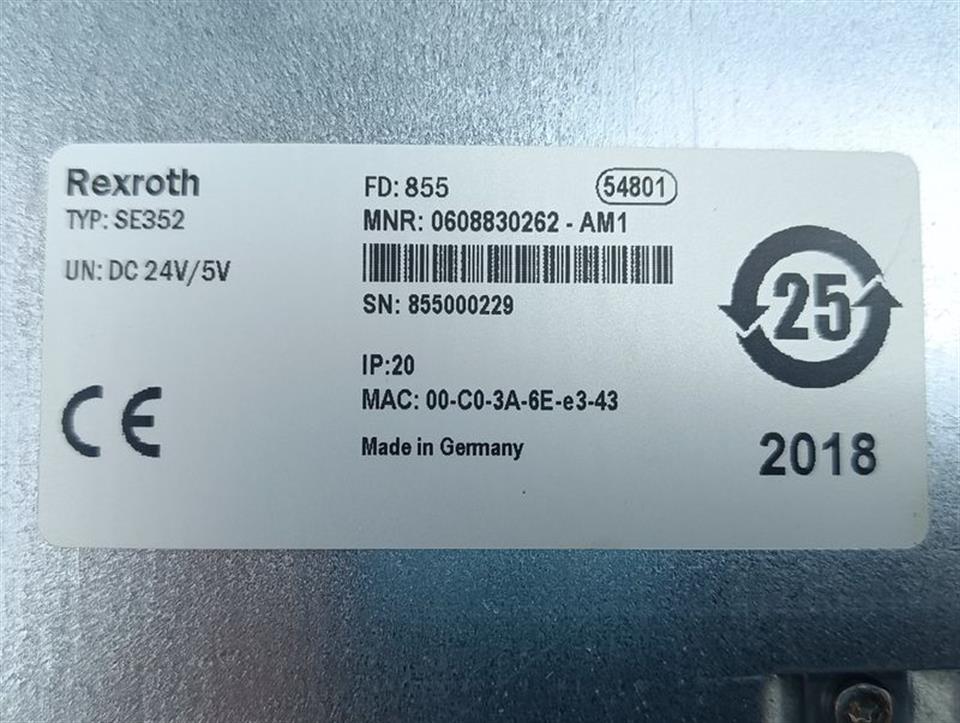 Rexroth
TYP: SE352
UN: DC 24V/5V
FD: 855
54801
MNR: 0608830262 - AM1
SN: 855000229
IP:20
MAC: 00-C0-3A-6E-e3-43
Made in Germany
CE
25
2018